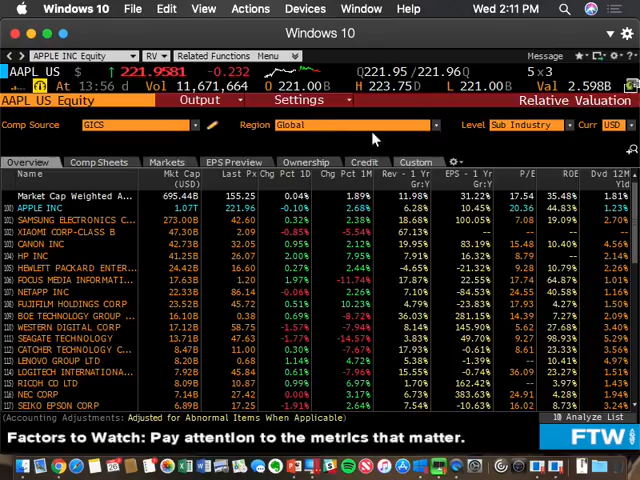 Windows 10 File Edit View Actions Devices Window Help Wed 2:11 PM
Windows 10
APPLE INC Equity RV Related Functions Menu Message
AAPL US $ 221.9581 -0.232 Q221.95/221.96Q 5x3
At 13:56 d Vol 11,671,664 O 221.00B H 223.75D L 221.00B Val 2.598B
AAPL US Equity Output Settings Relative Valuation
Comp Source GICS Region Global Level Sub Industry Curr USD
Overview Comp Sheets Markets EPS Preview Ownership Credit Custom
Name Mkt Cap (USD) Last Px Chg Pct 1D Chg Pct 1M Rev - 1 Yr Gr:Y EPS - 1 Yr Gr:Y P/E ROE Dvd 12M Yld
Market Cap Weighted A... 695.44B 155.25 0.04% 1.89% 11.98% 31.22% 17.54 35.48% 1.81%
100) APPLE INC 1.07T 221.96 -0.10% 2.68% 6.28% 10.45% 20.36 44.83% 1.23%
101) SAMSUNG ELECTRONICS C... 273.00B 42.60 0.32% 2.38% 18.68% 100.05% 7.08 19.09% 2.70%
102) XIAOMI CORP-CLASS B 47.30B 2.09 -0.85% -5.54% 67.50% -- -- -- --
103) CANON INC 42.73B 32.05 0.95% 2.12% 19.95% 83.19% 15.48 10.40% 4.56%
104) HP INC 41.23B 26.05 2.00% 7.95% 7.91% 16.32% 8.79 -- 2.14%
105) HEWLETT PACKARD ENTER... 24.42B 16.60 0.27% 2.44% -4.65% -21.32% 9.28 10.79% 2.26%
106) FOCUS MEDIA INFORMATI... 17.63B 1.20 1.97% -11.74% 17.85% 22.57% 17.74 64.87% 1.01%
107) NETAPP INC 22.33B 86.14 -0.06% 2.26% 7.10% -84.53% 24.55 40.58% 1.16%
108) FUJIFILM HOLDINGS CORP 22.12B 42.96 0.51% 10.23% 4.79% -23.83% 17.93 4.27% 1.50%
109) BOE TECHNOLOGY GROUP ... 16.10B 0.38 0.69% -8.72% 36.03% 281.15% 14.39 7.27% 2.09%
110) WESTERN DIGITAL CORP 17.12B 58.75 -1.57% -7.94% 8.14% 145.90% 5.62 27.68% 3.40%
111) SEAGATE TECHNOLOGY 13.71B 47.63 -1.77% -14.57% 3.85% 49.70% 9.77 98.93% 5.29%
112) CATCHER TECHNOLOGY C... 8.47B 11.00 0.30% -7.67% 17.93% -0.61% 8.61 23.33% 3.56%
113) LENOVO GROUP LTD 8.20B 0.68 1.14% 4.72% 5.38% -1.39% -- 10.41% 4.97%
114) LOGITECH INTERNATIONA... 7.92B 45.84 0.61% -7.96% 15.55% -0.74% 36.09 23.27% 1.51%
115) RICOH CO LTD 8.09B 10.87 0.99% 6.97% 1.70% 162.42% -- 3.97% 1.43%
116) NEC CORP 7.41B 28.45 0.00% 3.17% 6.73% 383.63% 21.91 4.28% 1.94%
117) SEIKO EPSON CORP 6.89B 17.25 -1.91% 2.64% 7.54% -10.63% 16.02 8.73% 3.24%
(Accounting Adjustments: Adjusted for Abnormal Items When Applicable) 10 Analyze List
Factors to Watch: Pay attention to the metrics that matter. FTW